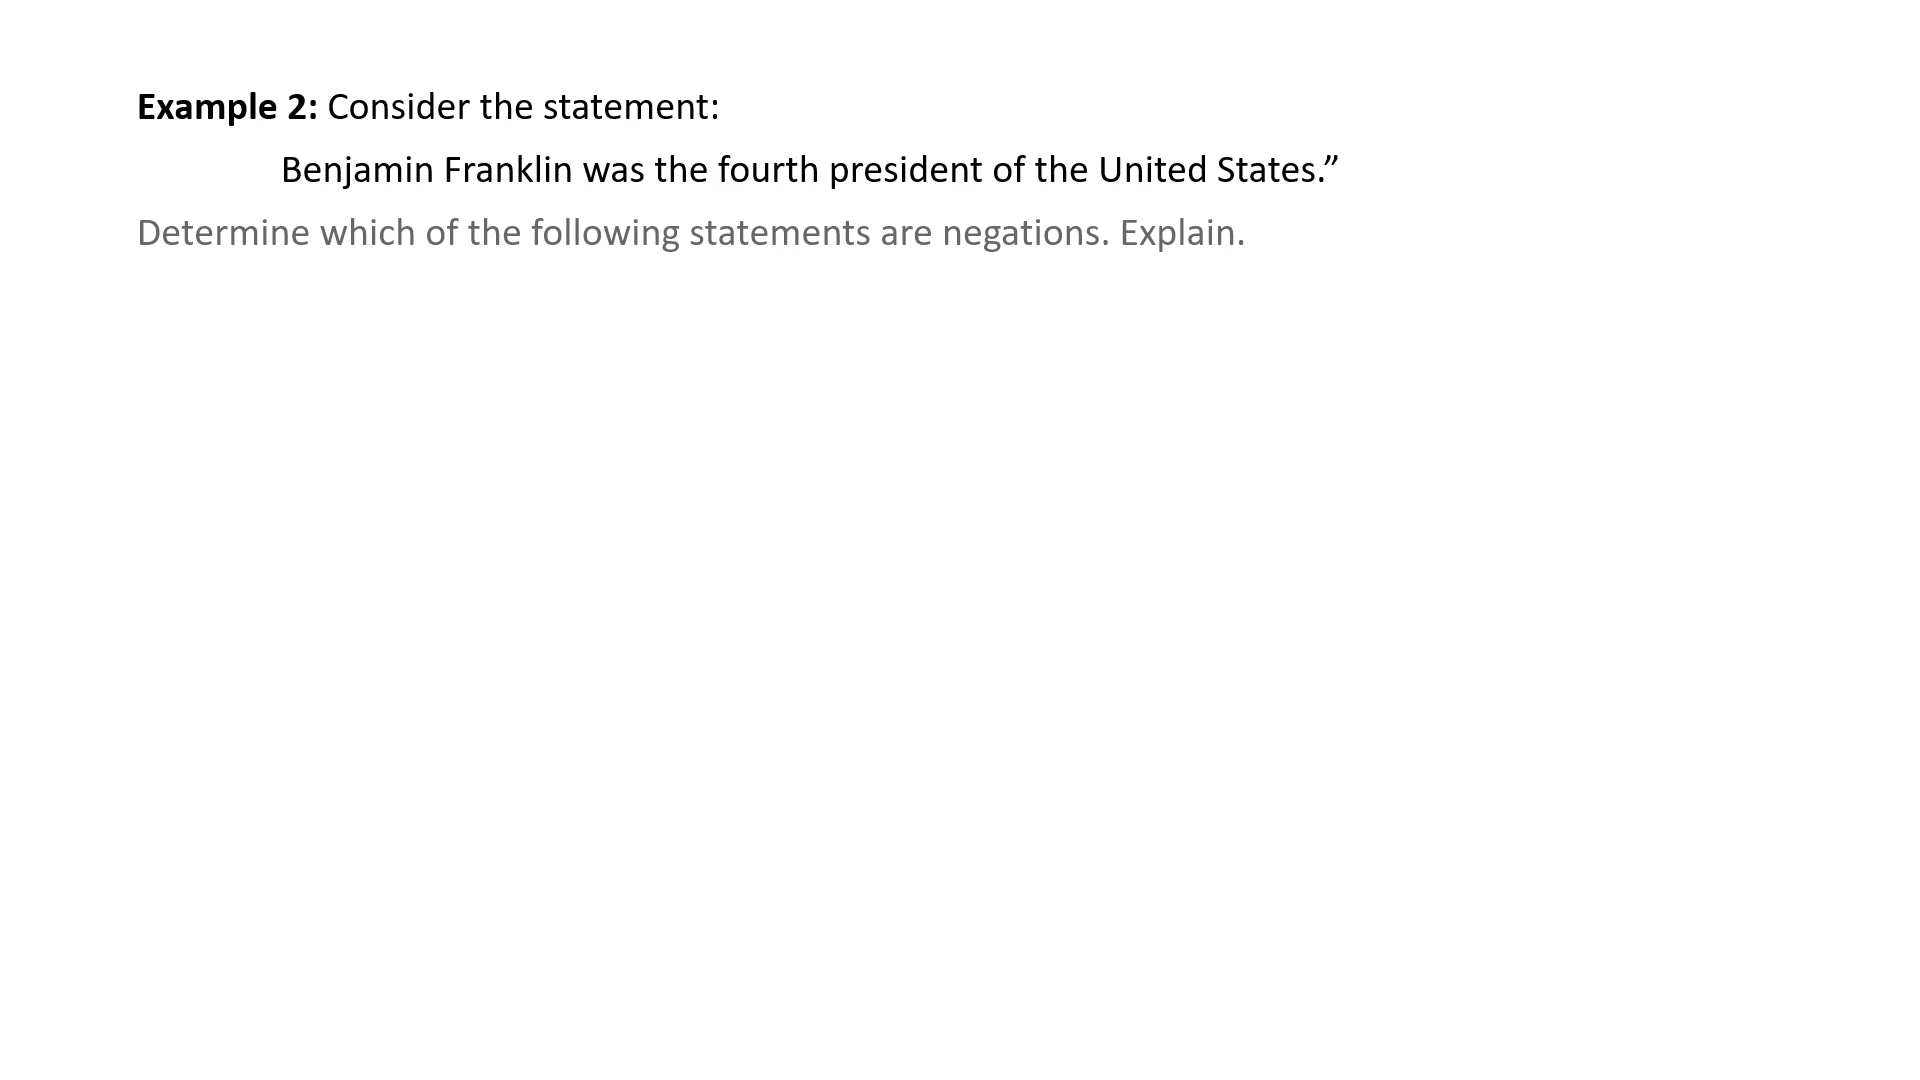 Example 2: Consider the statement:
Benjamin Franklin was the fourth president of the United States.”
Determine which of the following statements are negations. Explain.